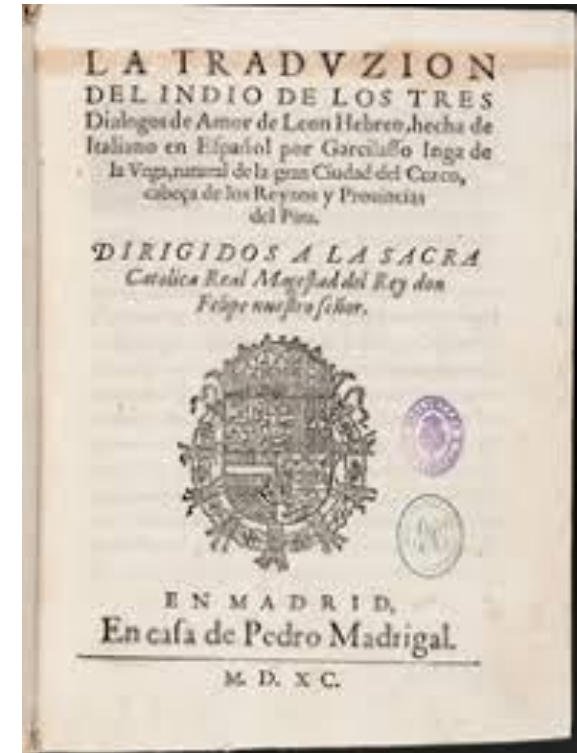 LA TRADVZION
DEL INDIO DE LOS TRES
Dialogos de Amor de Leon Hebreo, hecha de
Italiano en Español por Garcilasso Inga de
la Vega, natural de la gran Ciudad del Cuzco,
cabeça de los Reynos y Prouincias
del Piru.
DIRIGIDOS A LA SACRA
Catolica Real Magestad del Rey don
Felipe nuestro señor.
EN MADRID,
En casa de Pedro Madrigal.
M. D. XC.